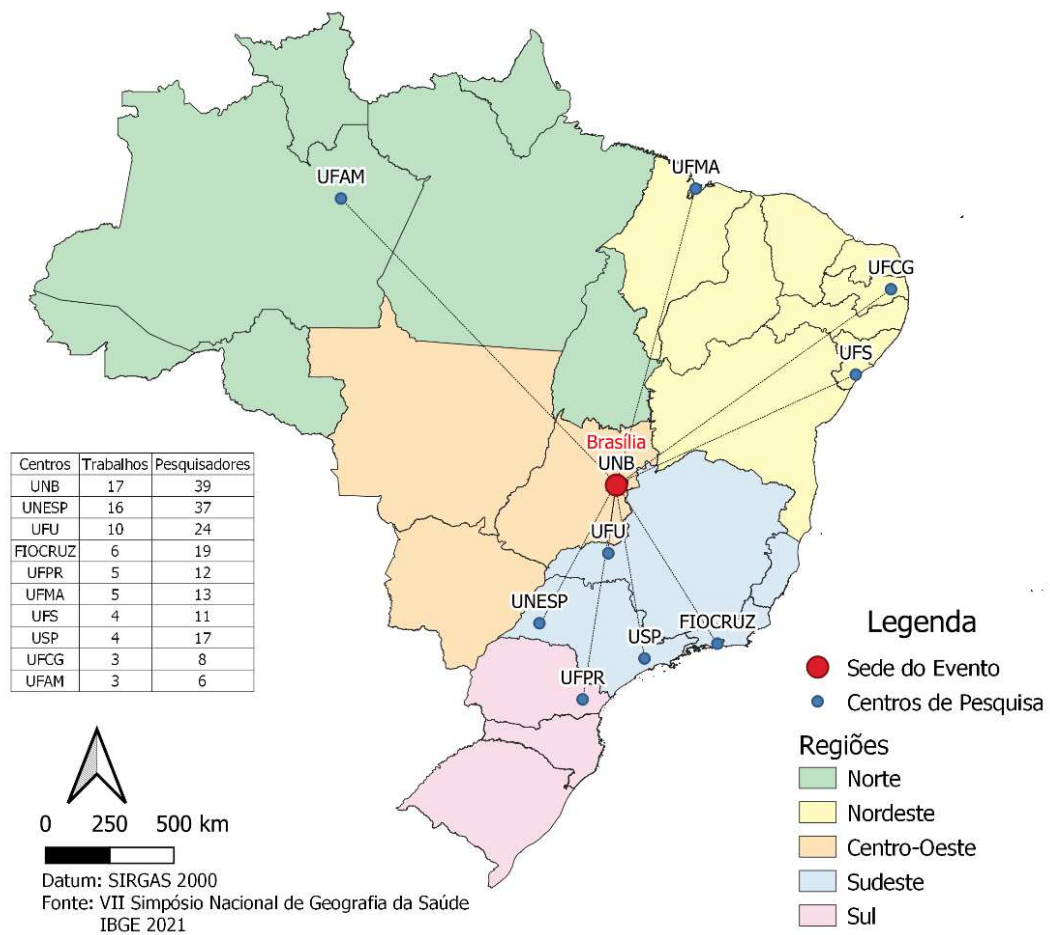 UFAM
UFMA
UFCG
UFS
Brasília
UNB
UFU
UNESP
USP
FIOCRUZ
UFPR
Centros Trabalhos Pesquisadores
UNB 17 39
UNESP 16 37
UFU 10 24
FIOCRUZ 6 19
UFPR 5 12
UFMA 5 13
UFS 4 11
USP 4 17
UFCG 3 8
UFAM 3 6
0 250 500 km
Datum: SIRGAS 2000
Fonte: VII Simpósio Nacional de Geografia da Saúde
IBGE 2021
Legenda
Sede do Evento
Centros de Pesquisa
Regiões
Norte
Nordeste
Centro-Oeste
Sudeste
Sul